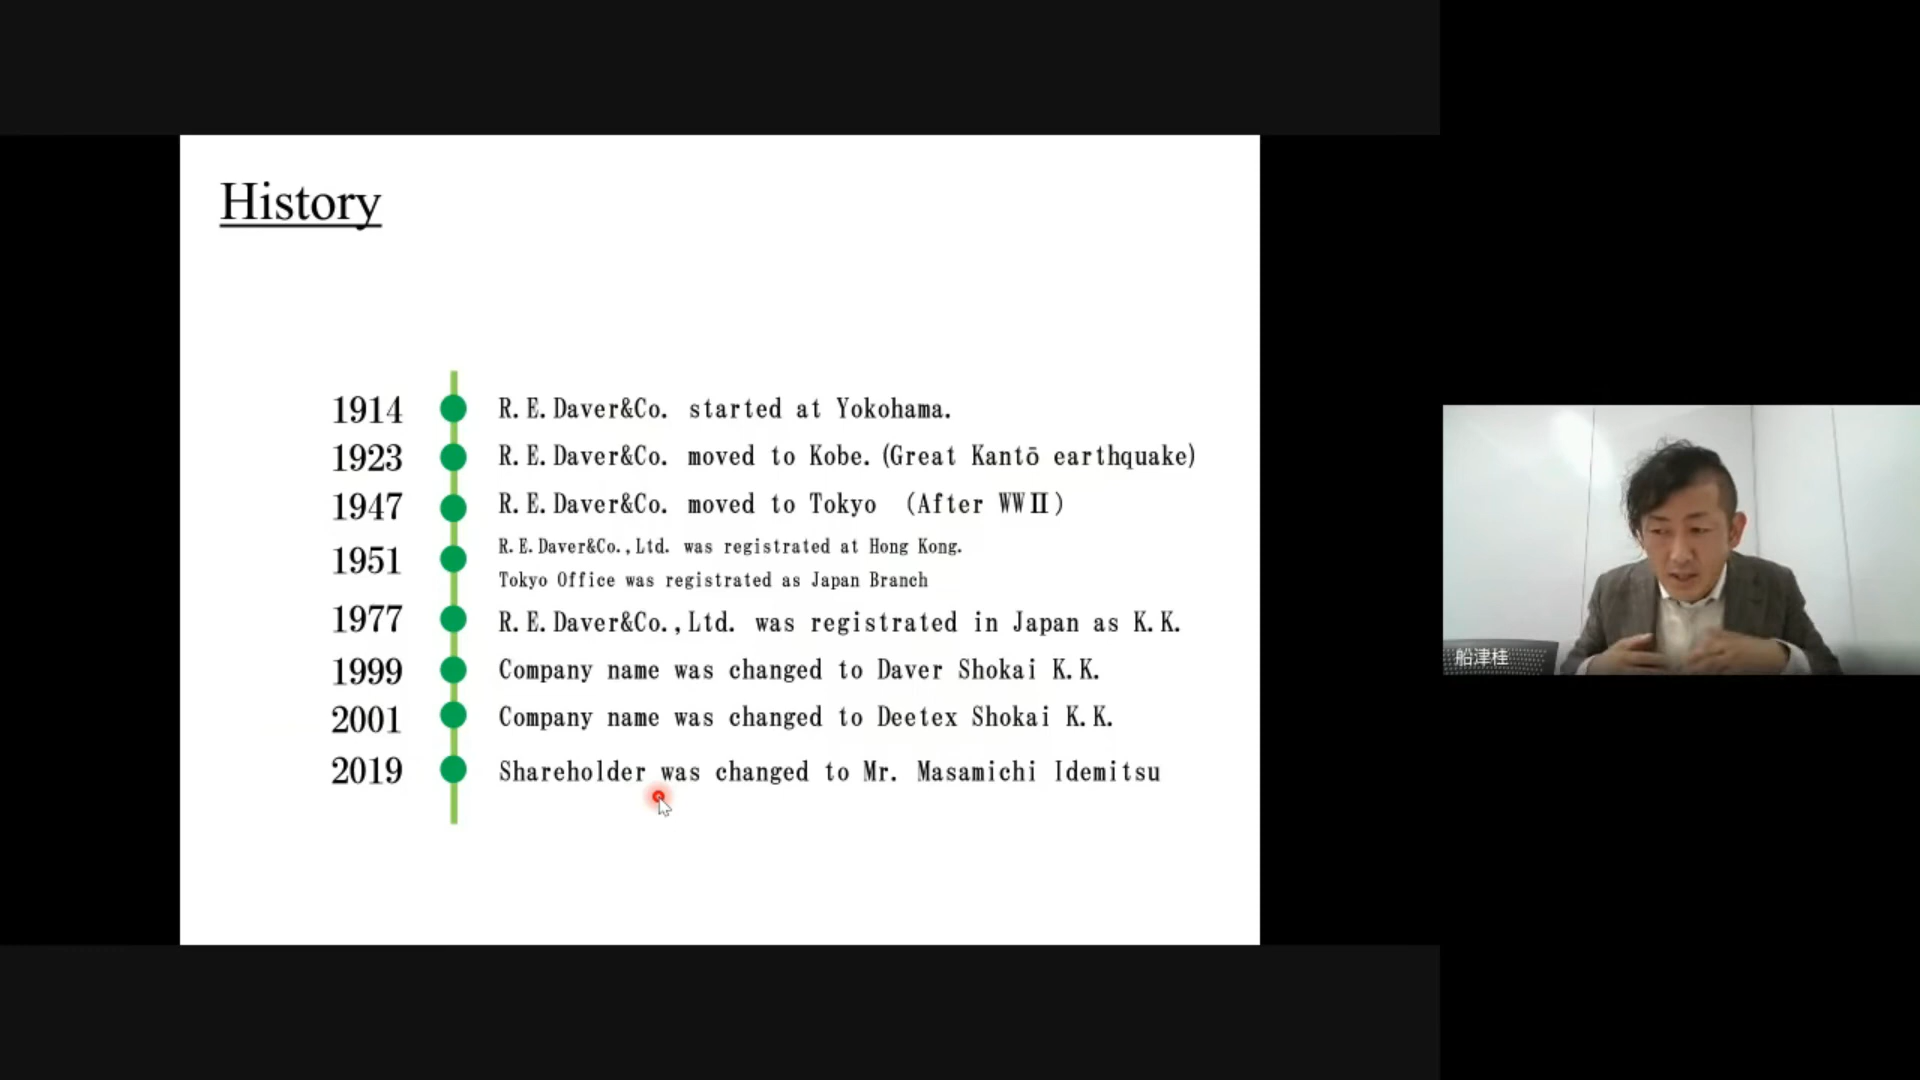 History
1914 R.E.Daver&Co. started at Yokohama.
1923 R.E.Daver&Co. moved to Kobe.(Great Kantō earthquake)
1947 R.E.Daver&Co. moved to Tokyo (After WWⅡ)
1951 R.E.Daver&Co.,Ltd. was registrated at Hong Kong.
Tokyo Office was registrated as Japan Branch
1977 R.E.Daver&Co.,Ltd. was registrated in Japan as K.K.
1999 Company name was changed to Daver Shokai K.K.
2001 Company name was changed to Deetex Shokai K.K.
2019 Shareholder was changed to Mr. Masamichi Idemitsu
船津桂